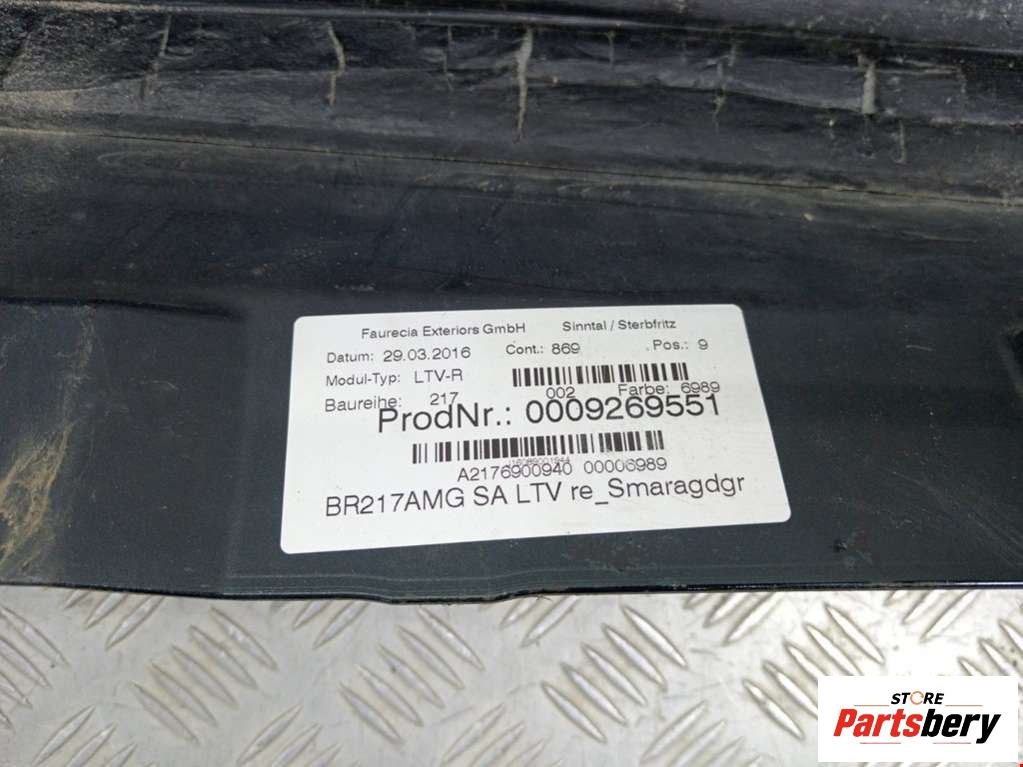 Faurecia Exteriors GmbH Sinntal / Sterbfritz
Datum: 29.03.2016 Cont.: 869 Pos.: 9
Modul-Typ: LTV-R
Baureihe: 217 002 Farbe: 6989
ProdNr.: 0009269551
A2176900940 00006989
BR217AMG SA LTV re_Smaragdgr
STORE
Partsbery